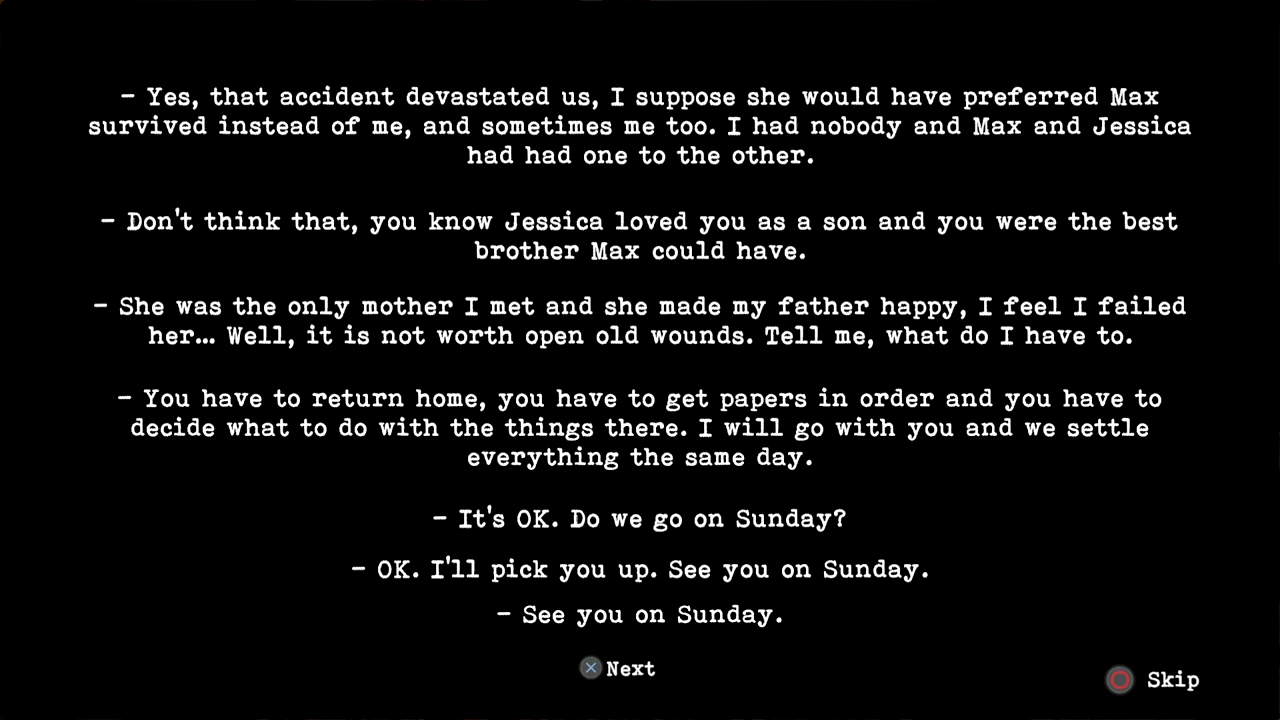 – Yes, that accident devastated us, I suppose she would have preferred Max
survived instead of me, and sometimes me too. I had nobody and Max and Jessica
had had one to the other.
– Don't think that, you know Jessica loved you as a son and you were the best
brother Max could have.
– She was the only mother I met and she made my father happy, I feel I failed
her... Well, it is not worth open old wounds. Tell me, what do I have to.
– You have to return home, you have to get papers in order and you have to
decide what to do with the things there. I will go with you and we settle
everything the same day.
– It's OK. Do we go on Sunday?
– OK. I'll pick you up. See you on Sunday.
– See you on Sunday.
Next
Skip